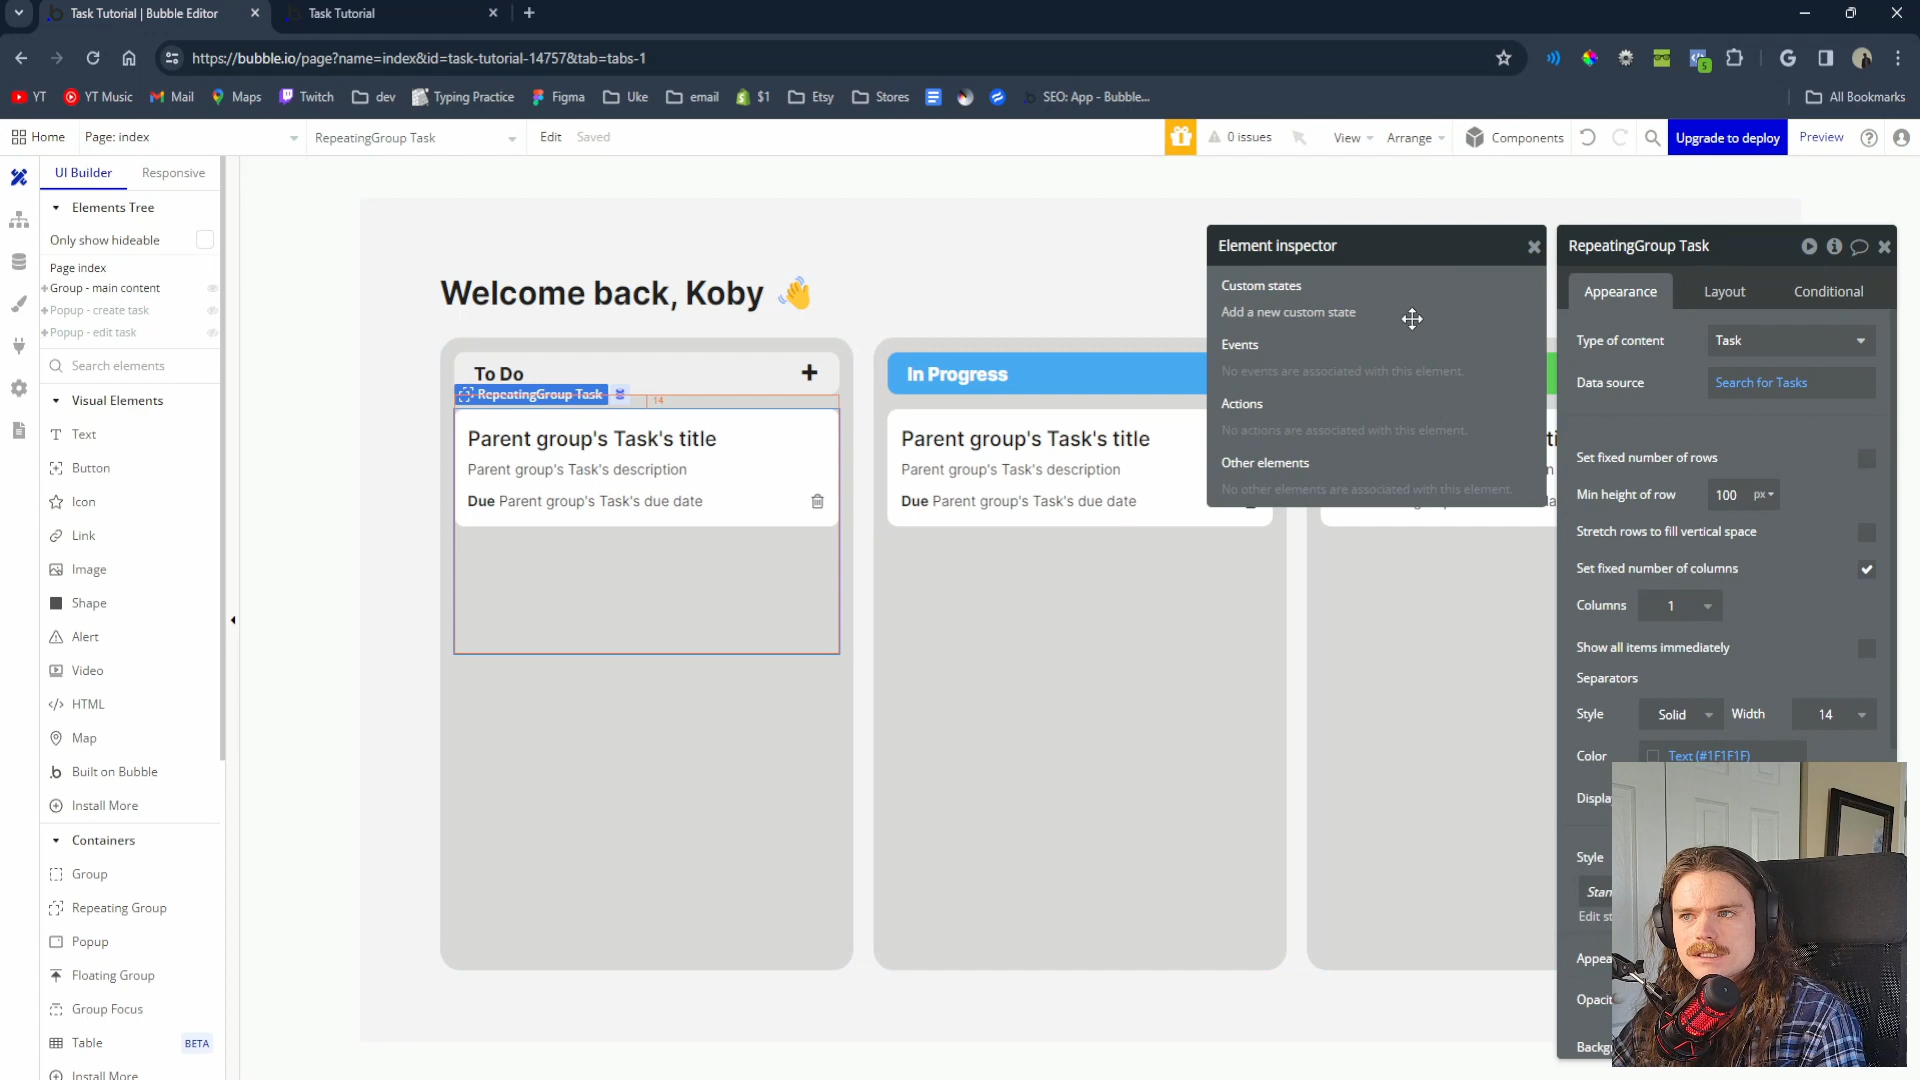 Task Tutorial | Bubble Editor
Task Tutorial
https://bubble.io/page?name=index&id=task-tutorial-14757&tab=tabs-1
5
YT
YT Music
Mail
Maps
Twitch
dev
Typing Practice
Figma
Uke
email
$1
Etsy
Stores
SEO: App - Bubble...
All Bookmarks
Home
Page: index
RepeatingGroup Task
Edit
Saved
0 issues
View
Arrange
Components
Upgrade to deploy
Preview
UI Builder
Responsive
Elements Tree
Only show hideable
Page index
Group - main content
Popup - create task
Popup - edit task
Search elements
Visual Elements
Text
Button
Icon
Link
Image
Shape
Alert
Video
HTML
Map
Built on Bubble
Install More
Containers
Group
Repeating Group
Popup
Floating Group
Group Focus
Table
BETA
Install More
Welcome back, Koby 👋
To Do
RepeatingGroup Task
14
Parent group's Task's title
Parent group's Task's description
Due Parent group's Task's due date
In Progress
Parent group's Task's title
Parent group's Task's description
Due Parent group's Task's due date
Element inspector
Custom states
Add a new custom state
Events
No events are associated with this element.
Actions
No actions are associated with this element.
Other elements
No other elements are associated with this element.
RepeatingGroup Task
Appearance
Layout
Conditional
Type of content
Task
Data source
Search for Tasks
Set fixed number of rows
Min height of row
100
px
Stretch rows to fill vertical space
Set fixed number of columns
Columns
1
Show all items immediately
Separators
Style
Solid
Width
14
Color
Text (#1F1F1F)
Displa
Style
Stan
Edit st
Appea
Opacit
Backg